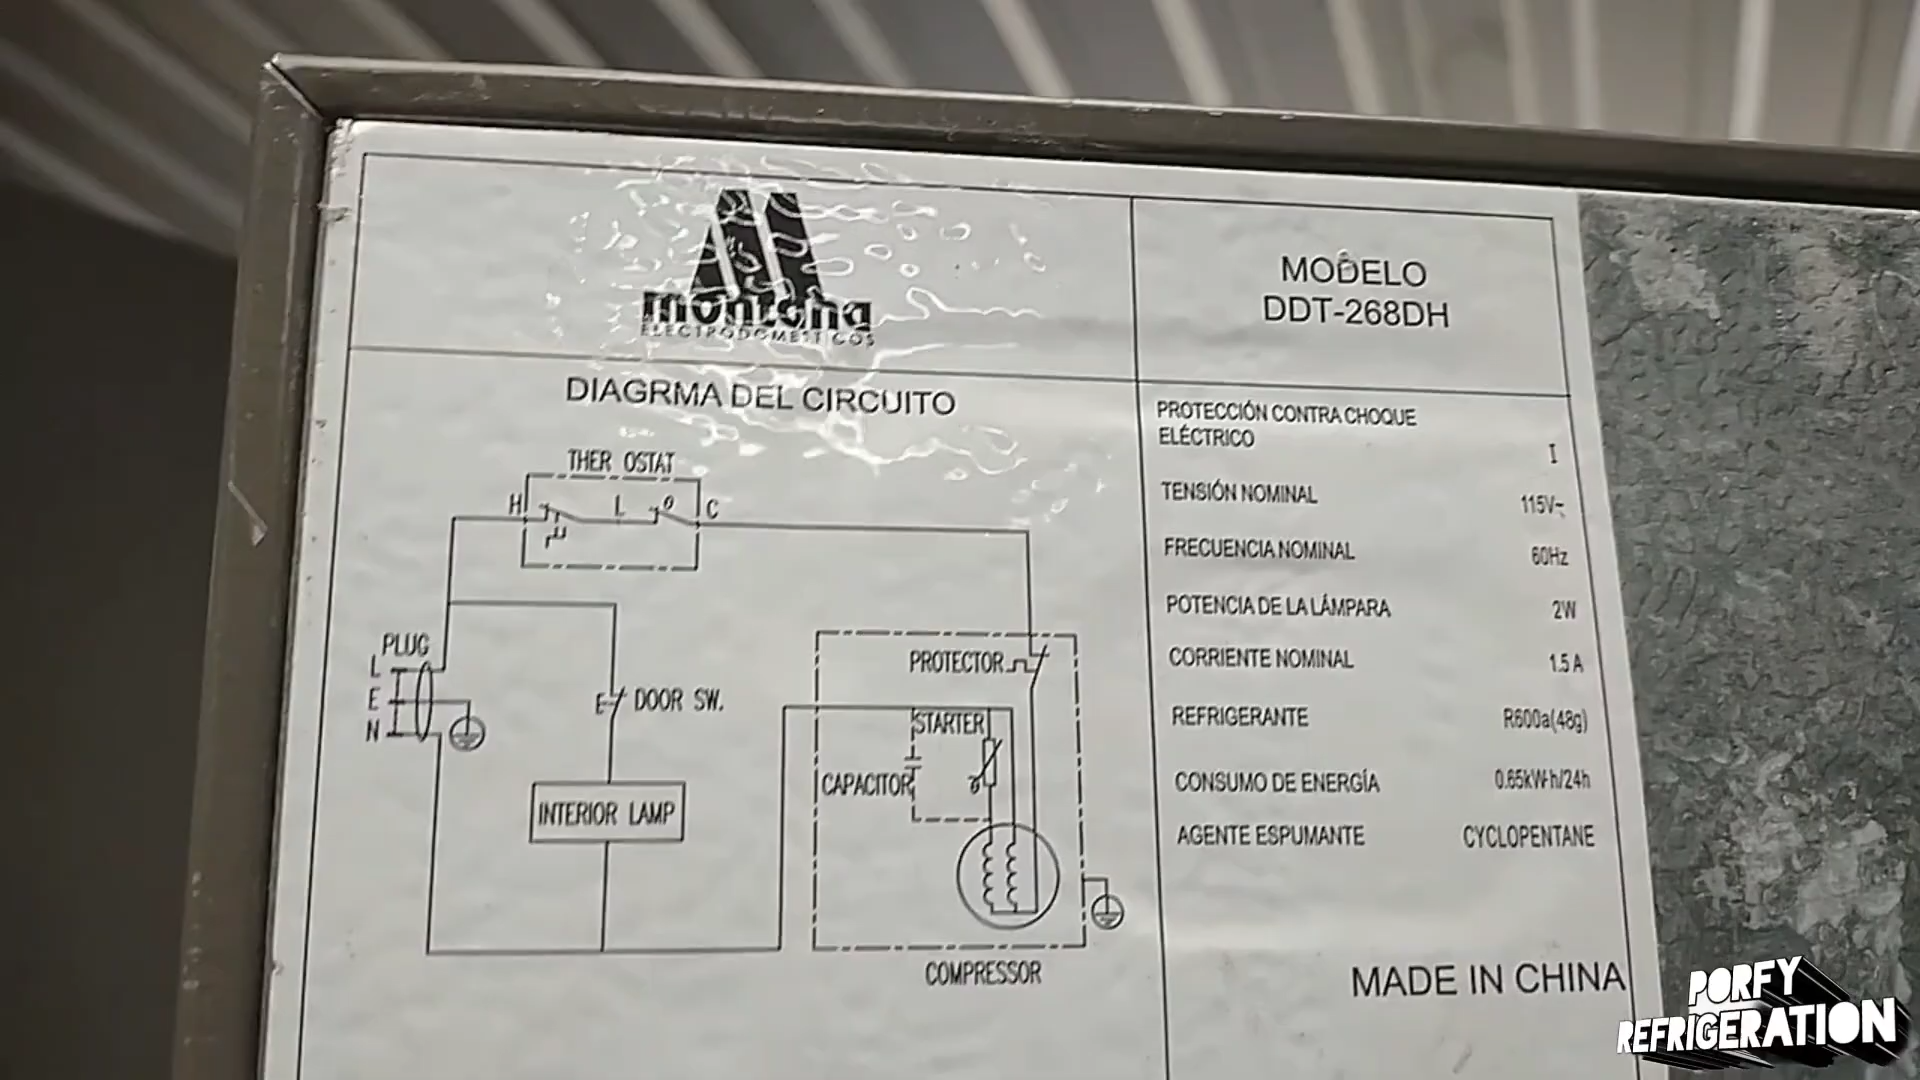 montaña
ELECTRODOMESTICOS
MODELO
DDT-268DH
DIAGRMA DEL CIRCUITO
THER OSTAT
H L C
PLUG
L
E
N
DOOR SW.
INTERIOR LAMP
PROTECTOR
STARTER
CAPACITOR
COMPRESSOR
PROTECCIÓN CONTRA CHOQUE
ELÉCTRICO I
TENSIÓN NOMINAL 115V~
FRECUENCIA NOMINAL 60Hz
POTENCIA DE LA LÁMPARA 2W
CORRIENTE NOMINAL 1.5 A
REFRIGERANTE R600a(48g)
CONSUMO DE ENERGÍA 0.65kW·h/24h
AGENTE ESPUMANTE CYCLOPENTANE
MADE IN CHINA
PORFY
REFRIGERATION